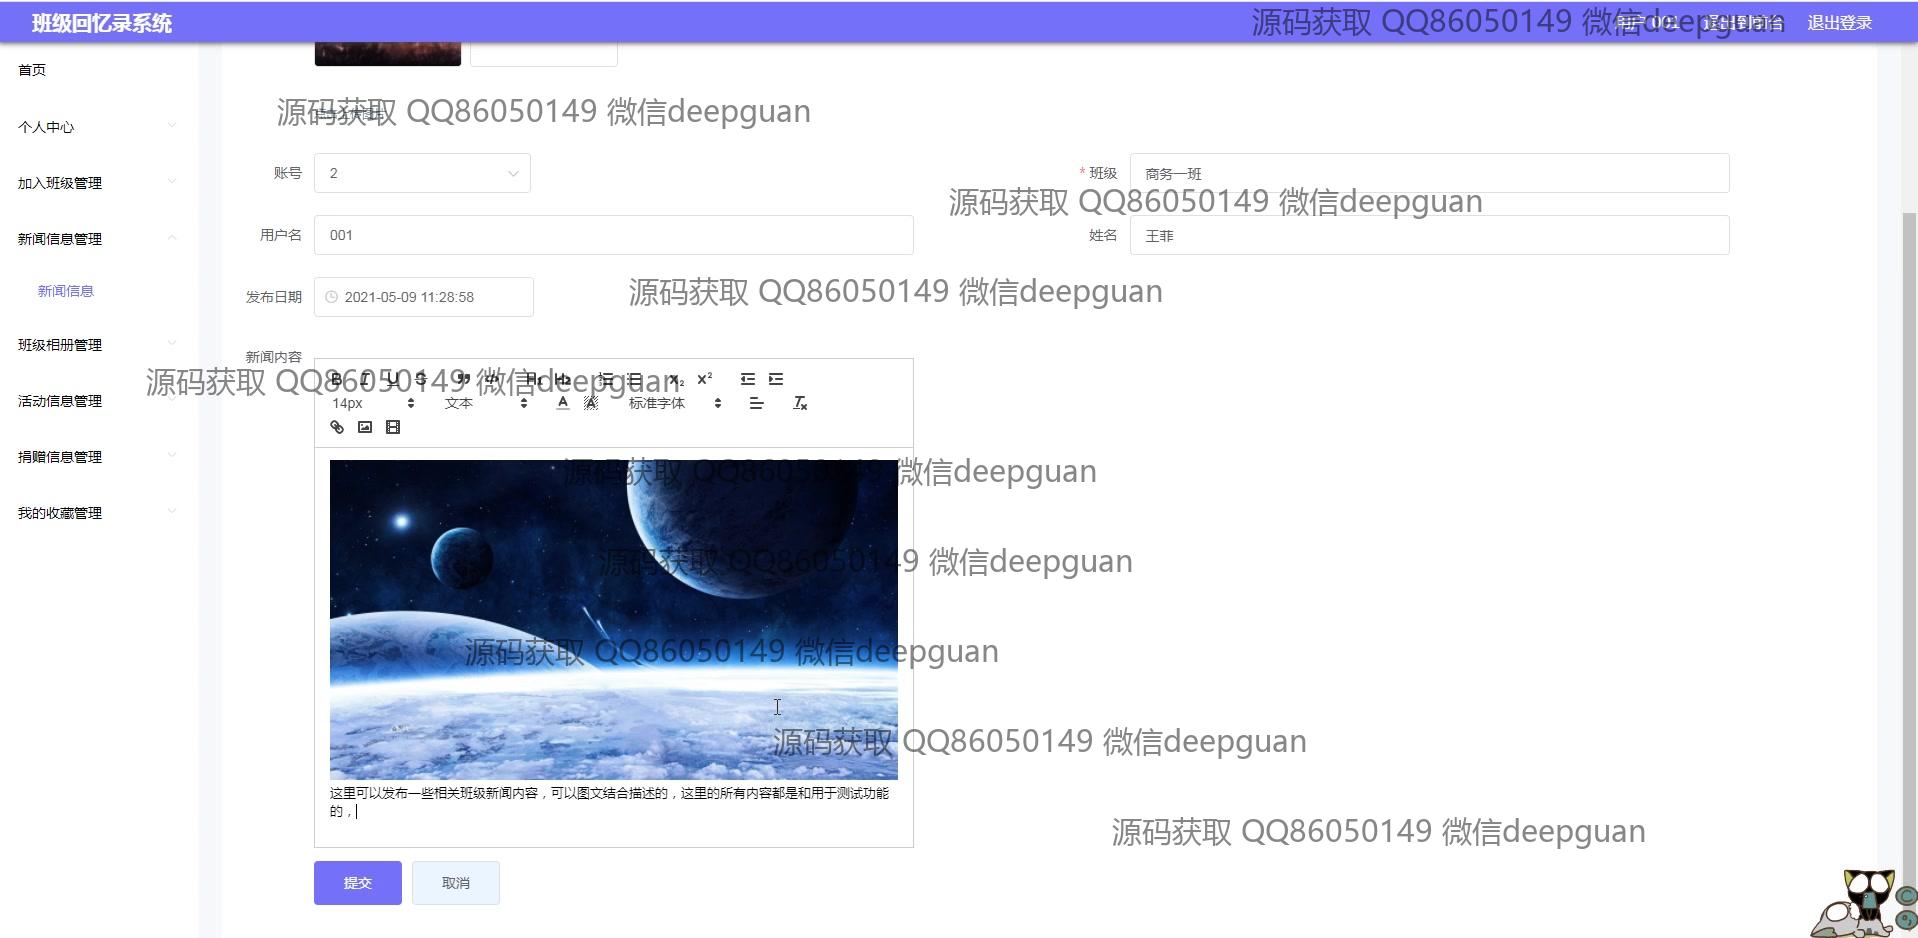 班级回忆录系统
源码获取 QQ86050149 微信deepguan
用户 001 退出到前台 退出登录
首页
个人中心
加入班级管理
新闻信息管理
新闻信息
班级相册管理
活动信息管理
捐赠信息管理
我的收藏管理
源码获取 QQ86050149 微信deepguan
点击上传图片
账号 2
* 班级 商务一班
源码获取 QQ86050149 微信deepguan
用户名 001
姓名 王菲
发布日期 2021-05-09 11:28:58
源码获取 QQ86050149 微信deepguan
新闻内容
源码获取 QQ86050149 微信deepguan
14px 文本 标准字体
源码获取 QQ86050149 微信deepguan
源码获取 QQ86050149 微信deepguan
源码获取 QQ86050149 微信deepguan
源码获取 QQ86050149 微信deepguan
这里可以发布一些相关班级新闻内容，可以图文结合描述的，这里的所有内容都是和用于测试功能
的，
源码获取 QQ86050149 微信deepguan
提交 取消